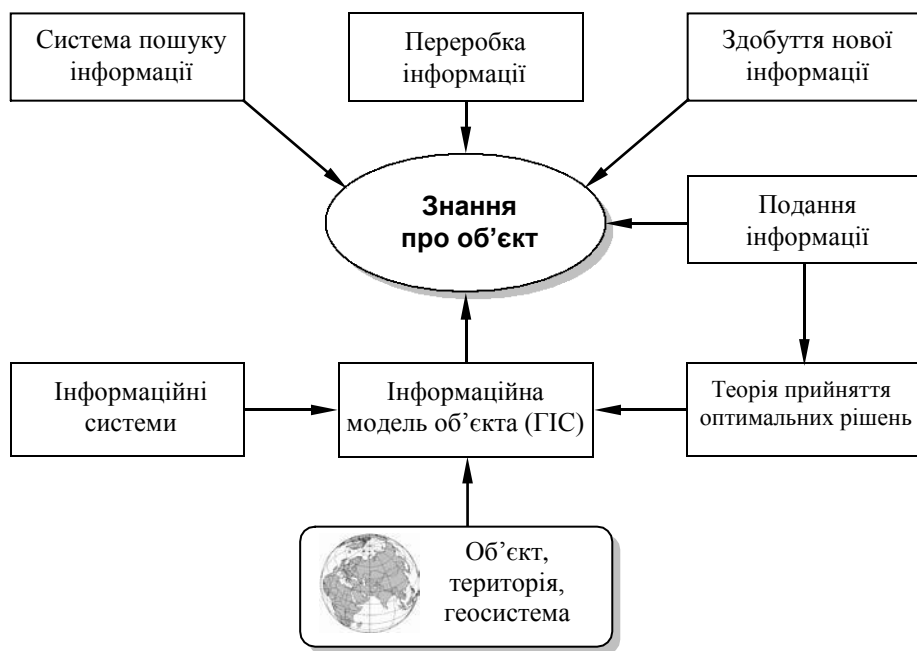 Система пошуку
інформації
Переробка
інформації
Здобуття нової
інформації
Знання
про об’єкт
Подання
інформації
Інформаційні
системи
Інформаційна
модель об’єкта (ГІС)
Теорія прийняття
оптимальних рішень
Об’єкт,
територія,
геосистема